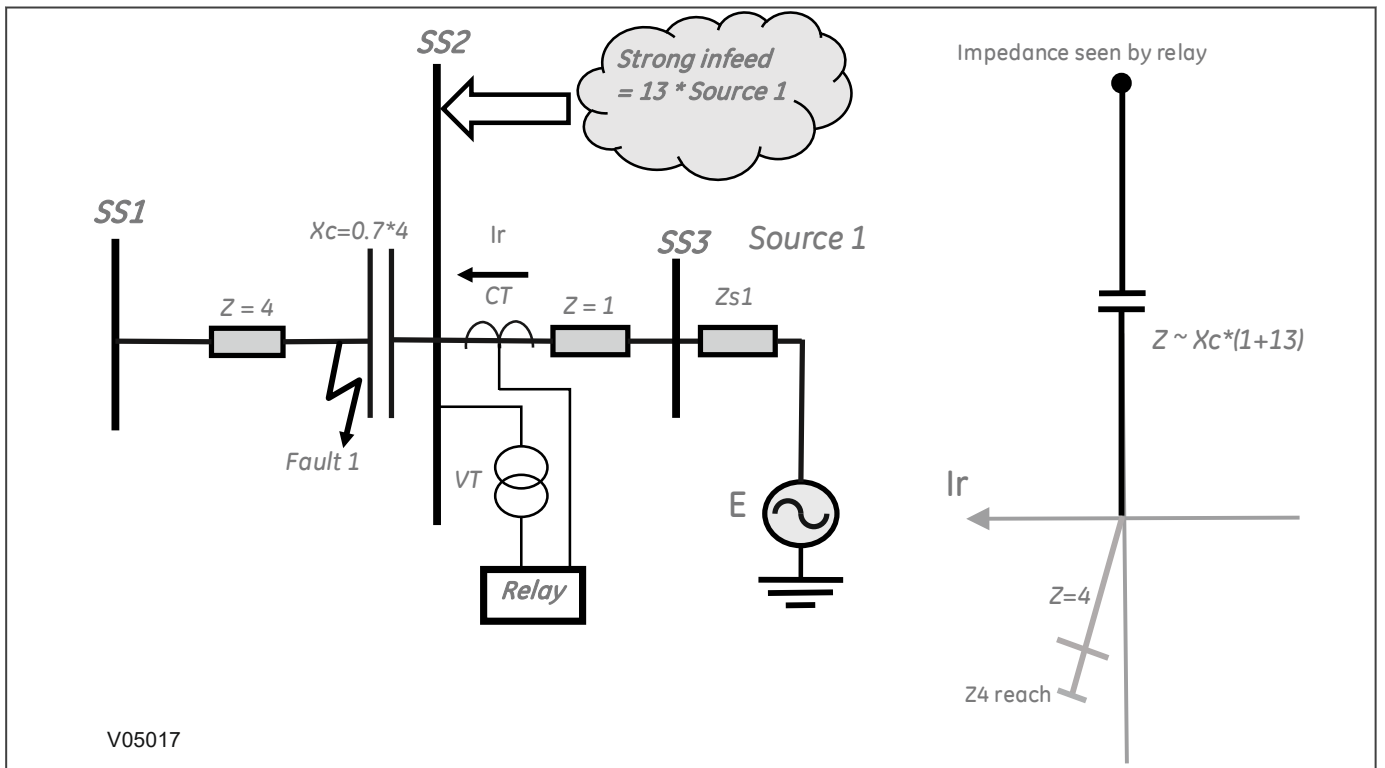 SS2
Strong infeed
= 13 * Source 1
Impedance seen by relay
SS1
Xc=0.7*4
Ir
SS3
Source 1
CT
Z = 4
Z = 1
Zs1
Z ~ Xc*(1+13)
Fault 1
VT
E
Ir
Relay
Z=4
Z4 reach
V05017